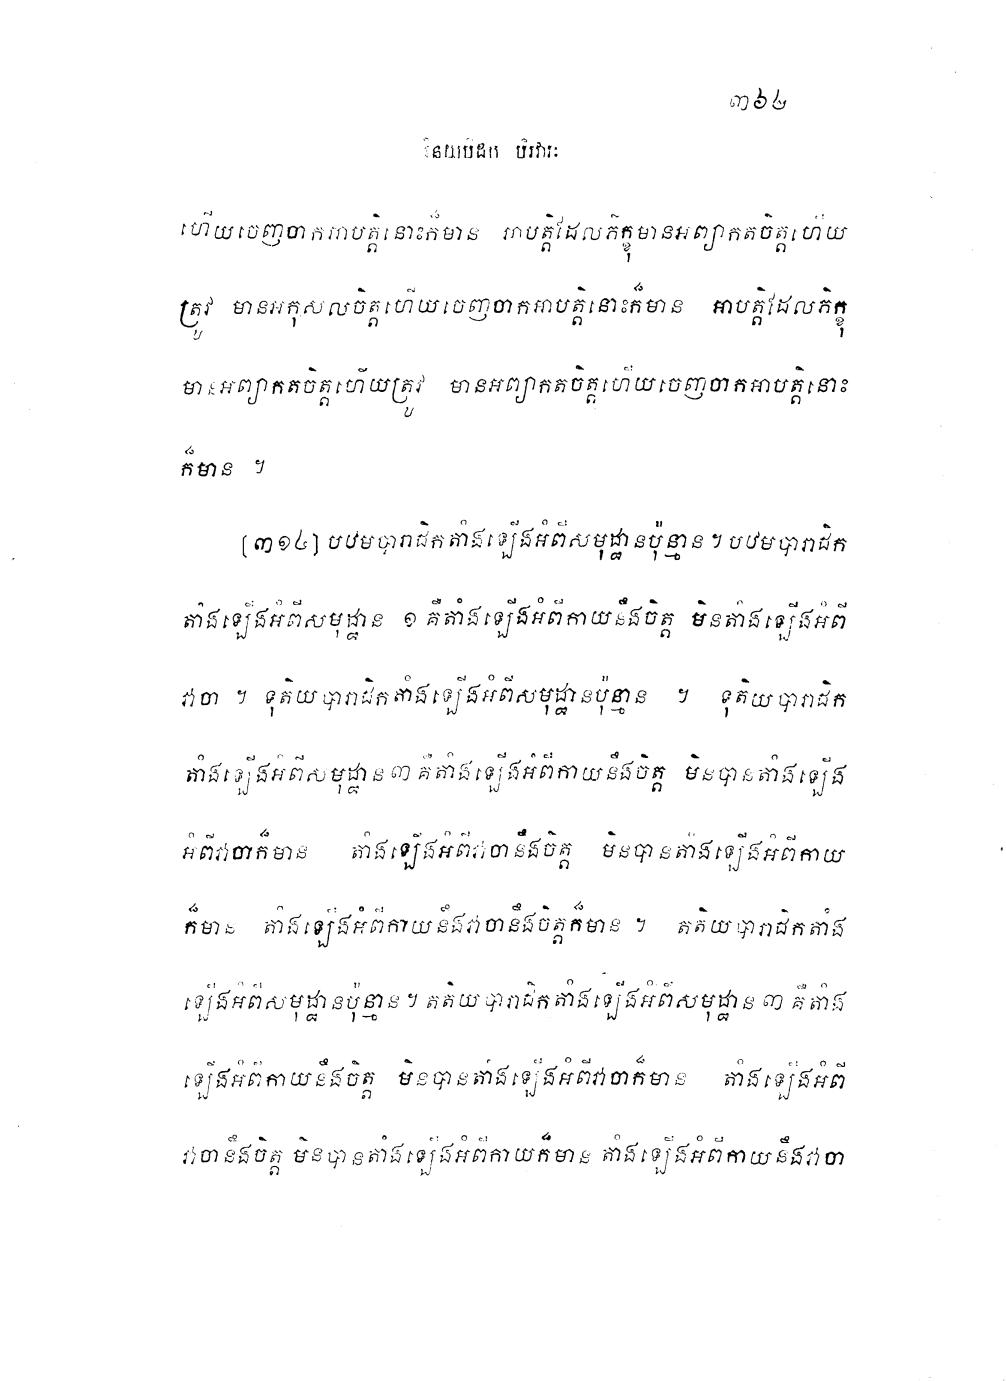 ៣៦៤
វិនយបិដក បរិវារៈ
ហើយចេញចាកអាបត្តិនោះក៏មាន អាបត្តិដែលភិក្ខុមានអព្យាកតចិត្តហើយ
ត្រូវ មានអកុសលចិត្តហើយចេញចាកអាបត្តិនោះក៏មាន អាបត្តិដែលភិក្ខុ
មានអព្យាកតចិត្តហើយត្រូវ មានអព្យាកតចិត្តហើយចេញចាកអាបត្តិនោះ
ក៏មាន ។
[៣១៤] បឋមបារាជិកតាំងឡើងអំពីសមុដ្ឋានប៉ុន្មាន ។ បឋមបារាជិក
តាំងឡើងអំពីសមុដ្ឋាន ១ គឺតាំងឡើងអំពីកាយនឹងចិត្ត មិនតាំងឡើងអំពី
វាចា ។ ទុតិយបារាជិកតាំងឡើងអំពីសមុដ្ឋានប៉ុន្មាន ។ ទុតិយបារាជិក
តាំងឡើងអំពីសមុដ្ឋាន ៣ គឺតាំងឡើងអំពីកាយនឹងចិត្ត មិនបានតាំងឡើង
អំពីវាចាក៏មាន តាំងឡើងអំពីវាចានឹងចិត្ត មិនបានតាំងឡើងអំពីកាយ
ក៏មាន តាំងឡើងអំពីកាយនឹងវាចានឹងចិត្តក៏មាន ។ តតិយបារាជិកតាំង
ឡើងអំពីសមុដ្ឋានប៉ុន្មាន ។ តតិយបារាជិកតាំងឡើងអំពីសមុដ្ឋាន ៣ គឺតាំង
ឡើងអំពីកាយនឹងចិត្ត មិនបានតាំងឡើងអំពីវាចាក៏មាន តាំងឡើងអំពី
វាចានឹងចិត្ត មិនបានតាំងឡើងអំពីកាយក៏មាន តាំងឡើងអំពីកាយនឹងវាចា